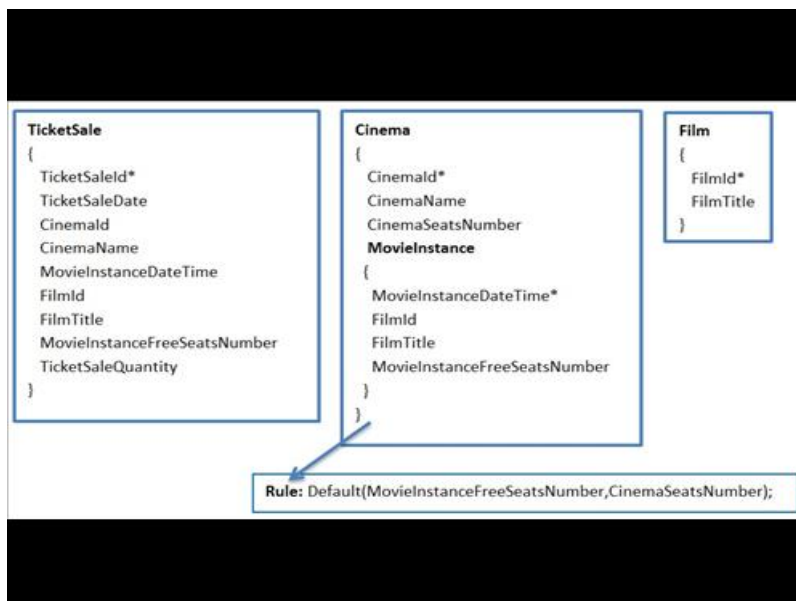 TicketSale
{
TicketSaleId*
TicketSaleDate
CinemaId
CinemaName
MovieInstanceDateTime
FilmId
FilmTitle
MovieInstanceFreeSeatsNumber
TicketSaleQuantity
}
Cinema
{
CinemaId*
CinemaName
CinemaSeatsNumber
MovieInstance
{
MovieInstanceDateTime*
FilmId
FilmTitle
MovieInstanceFreeSeatsNumber
}
}
Film
{
FilmId*
FilmTitle
}
Rule: Default(MovieInstanceFreeSeatsNumber,CinemaSeatsNumber);